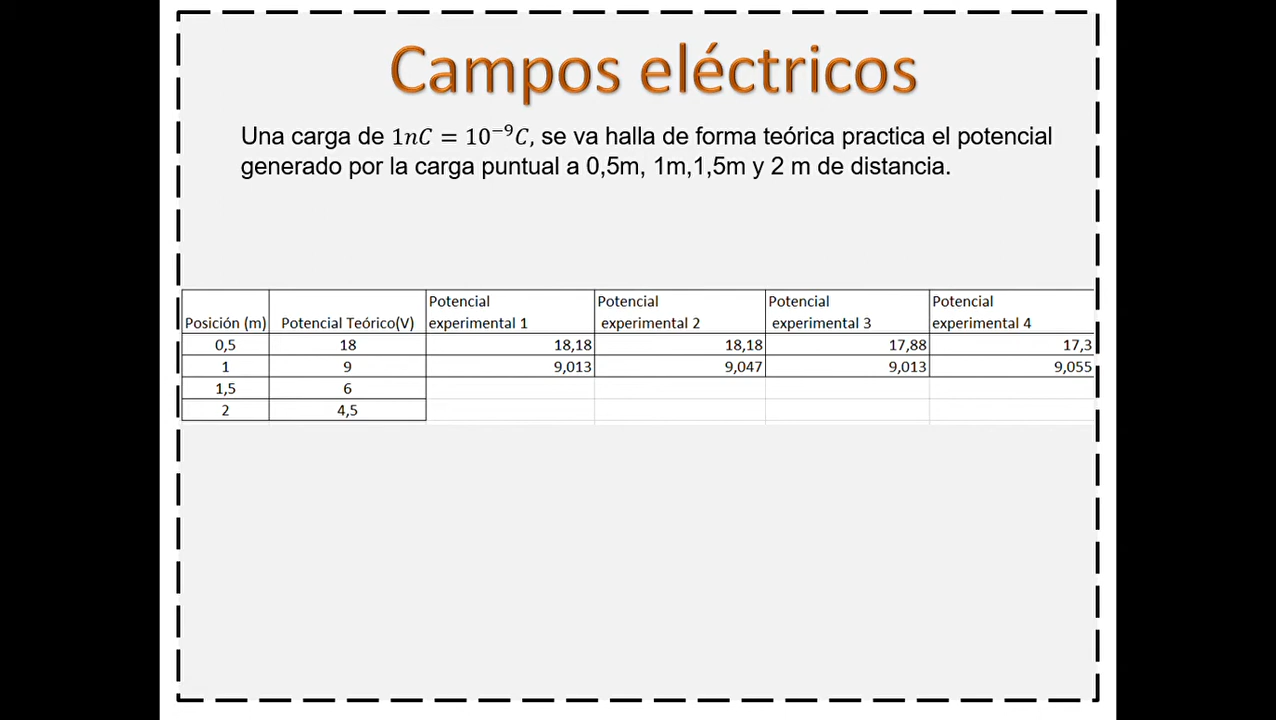 Campos eléctricos
Una carga de 1nC = 10⁻⁹C, se va halla de forma teórica practica el potencial
generado por la carga puntual a 0,5m, 1m,1,5m y 2 m de distancia.
Posición (m) Potencial Teórico(V) Potencial experimental 1 Potencial experimental 2 Potencial experimental 3 Potencial experimental 4
0,5 18 18,18 18,18 17,88 17,3
1 9 9,013 9,047 9,013 9,055
1,5 6
2 4,5